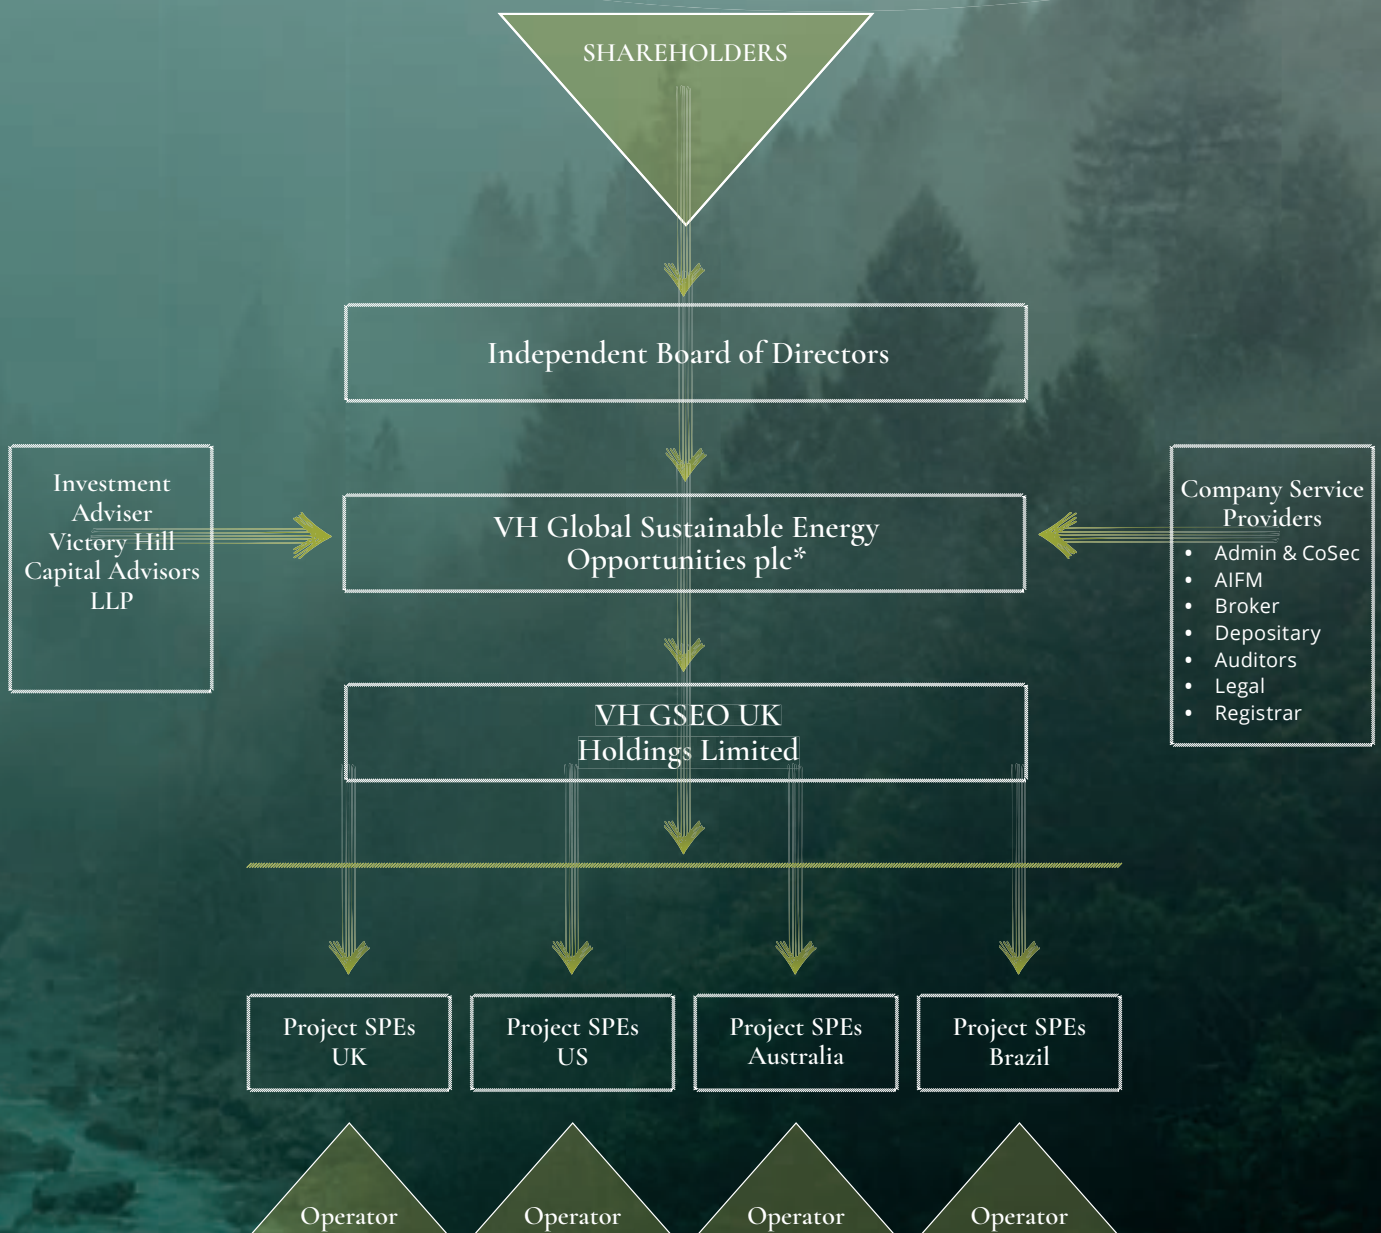 SHAREHOLDERS
Independent Board of Directors
Investment
Adviser
Victory Hill
Capital Advisors
LLP
VH Global Sustainable Energy
Opportunities plc*
Company Service
Providers
• Admin & CoSec
• AIFM
• Broker
• Depositary
• Auditors
• Legal
• Registrar
VH GSEO UK
Holdings Limited
Project SPEs
UK
Project SPEs
US
Project SPEs
Australia
Project SPEs
Brazil
Operator
Operator
Operator
Operator